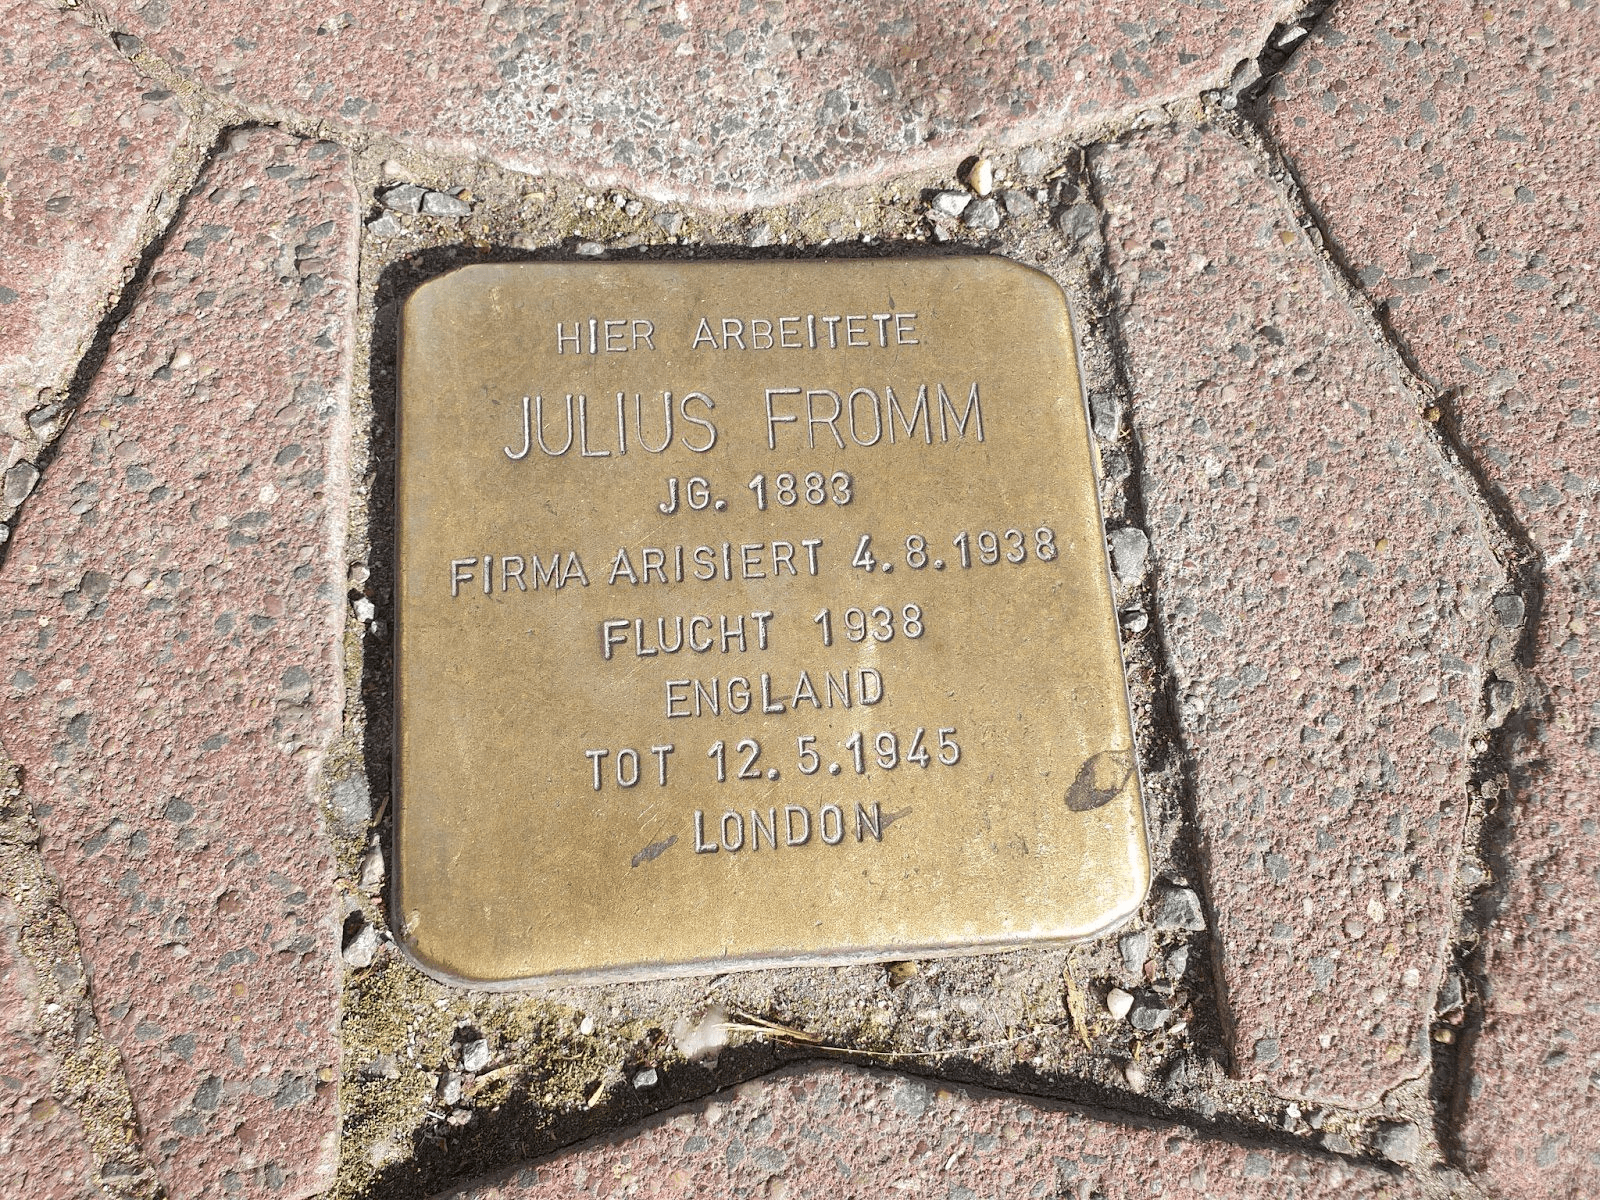 HIER ARBEITETE
JULIUS FROMM
JG. 1883
FIRMA ARISIERT 4.8.1938
FLUCHT 1938
ENGLAND
TOT 12.5.1945
LONDON